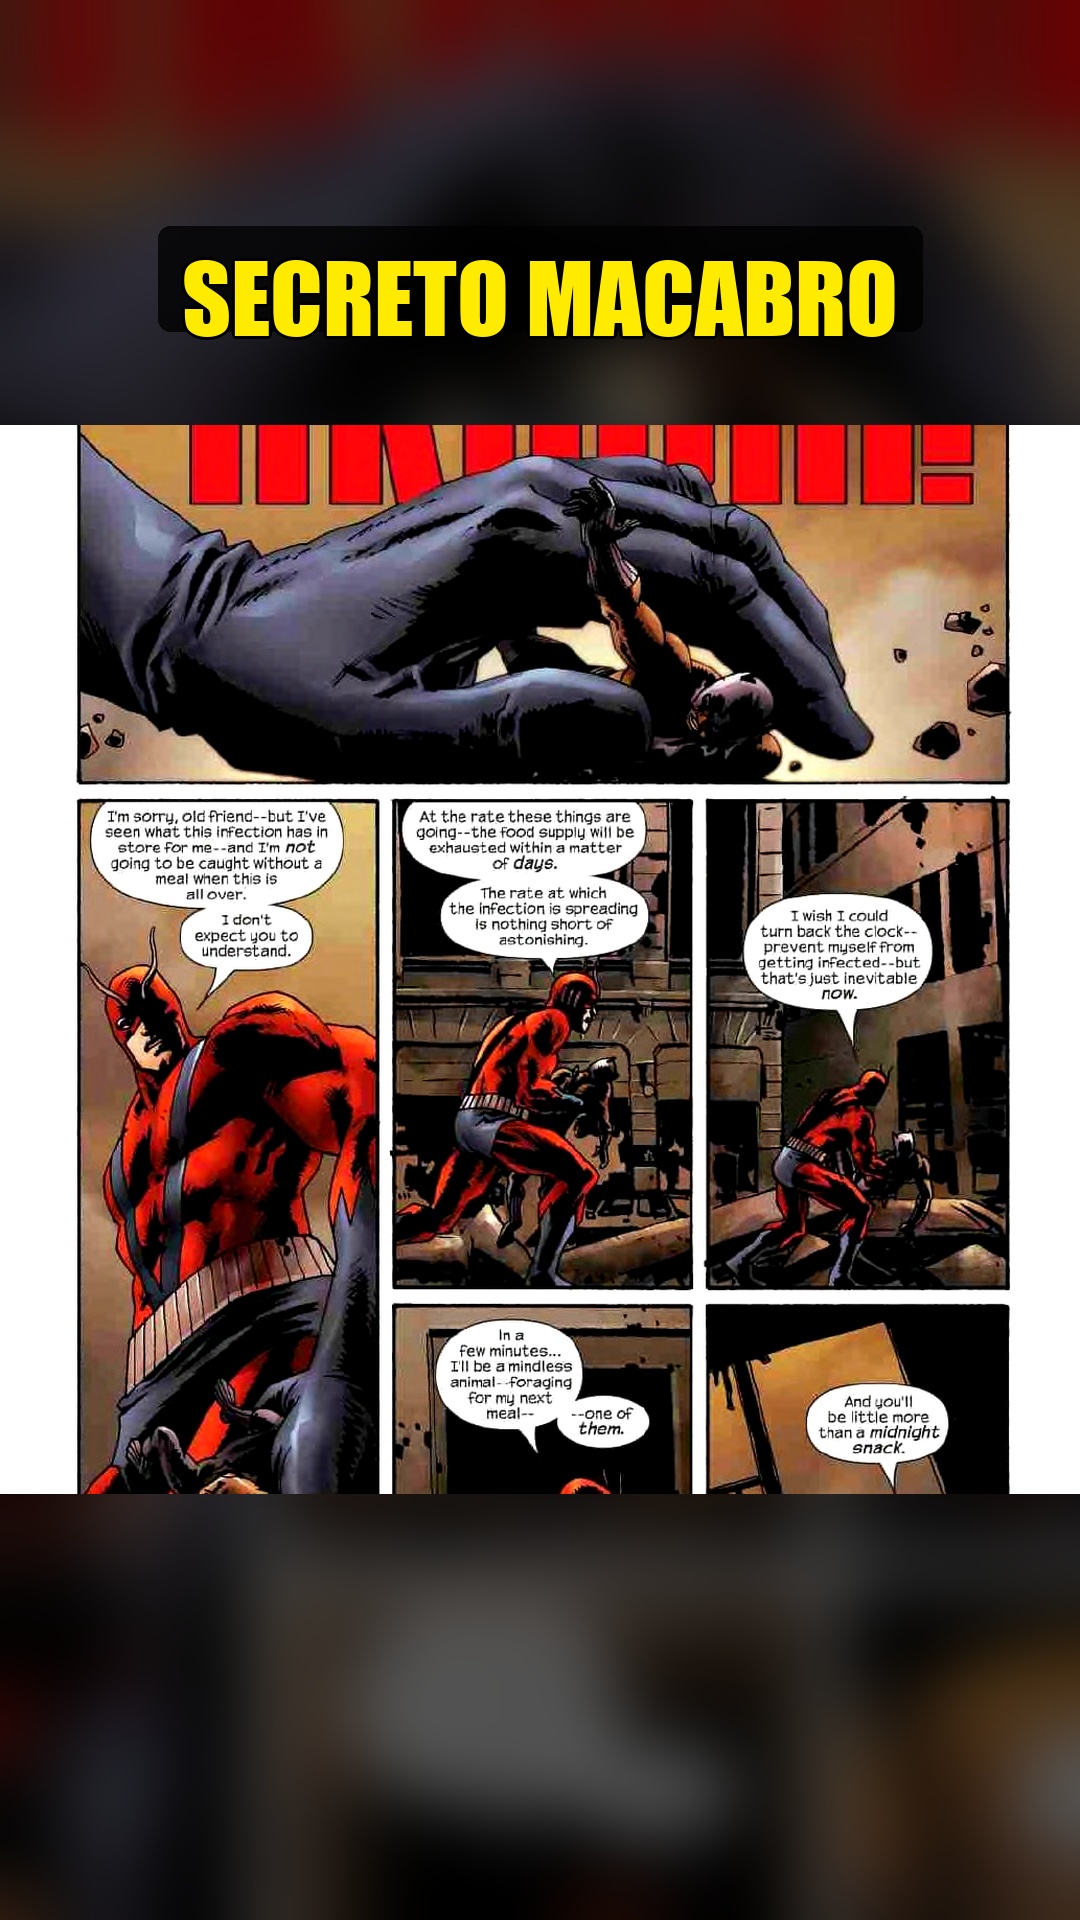 SECRETO MACABRO
I'm sorry, old friend--but I've
seen what this infection has in
store for me--and I'm not
going to be caught without a
meal when this is
all over.
I don't
expect you to
understand.
At the rate these things are
going--the food supply will be
exhausted within a matter
of days.
The rate at which
the infection is spreading
is nothing short of
astonishing.
I wish I could
turn back the clock--
prevent myself from
getting infected--but
that's just inevitable
now.
In a
few minutes...
I'll be a mindless
animal--foraging
for my next
meal--
--one of
them.
And you'll
be little more
than a midnight
snack.